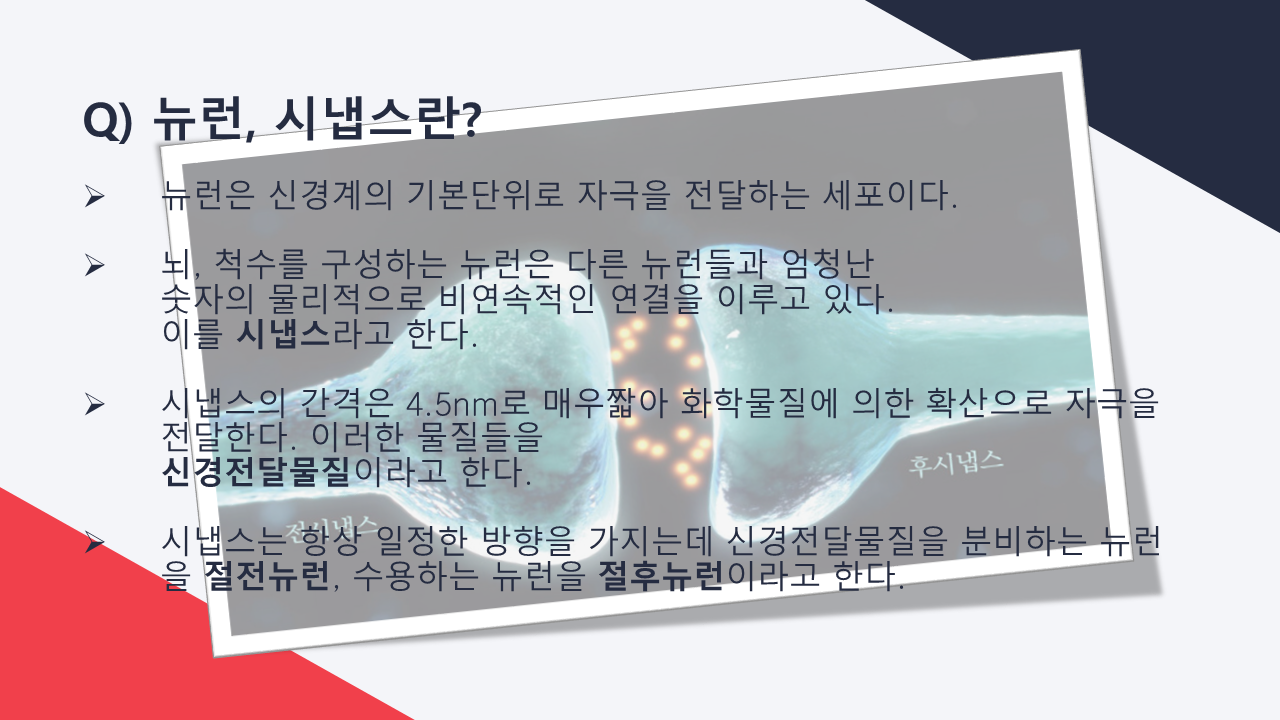 Q) 뉴런, 시냅스란?
➢ 뉴런은 신경계의 기본단위로 자극을 전달하는 세포이다.
➢ 뇌, 척수를 구성하는 뉴런은 다른 뉴런들과 엄청난
숫자의 물리적으로 비연속적인 연결을 이루고 있다.
이를 시냅스라고 한다.
➢ 시냅스의 간격은 4.5nm로 매우짧아 화학물질에 의한 확산으로 자극을
전달한다. 이러한 물질들을
신경전달물질이라고 한다.
후시냅스
전시냅스
➢ 시냅스는 항상 일정한 방향을 가지는데 신경전달물질을 분비하는 뉴런
을 절전뉴런, 수용하는 뉴런을 절후뉴런이라고 한다.